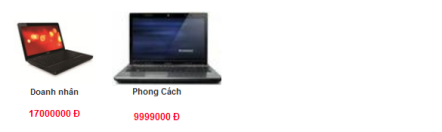 Doanh nhân
Phong Cách
17000000 Đ
9999000 Đ